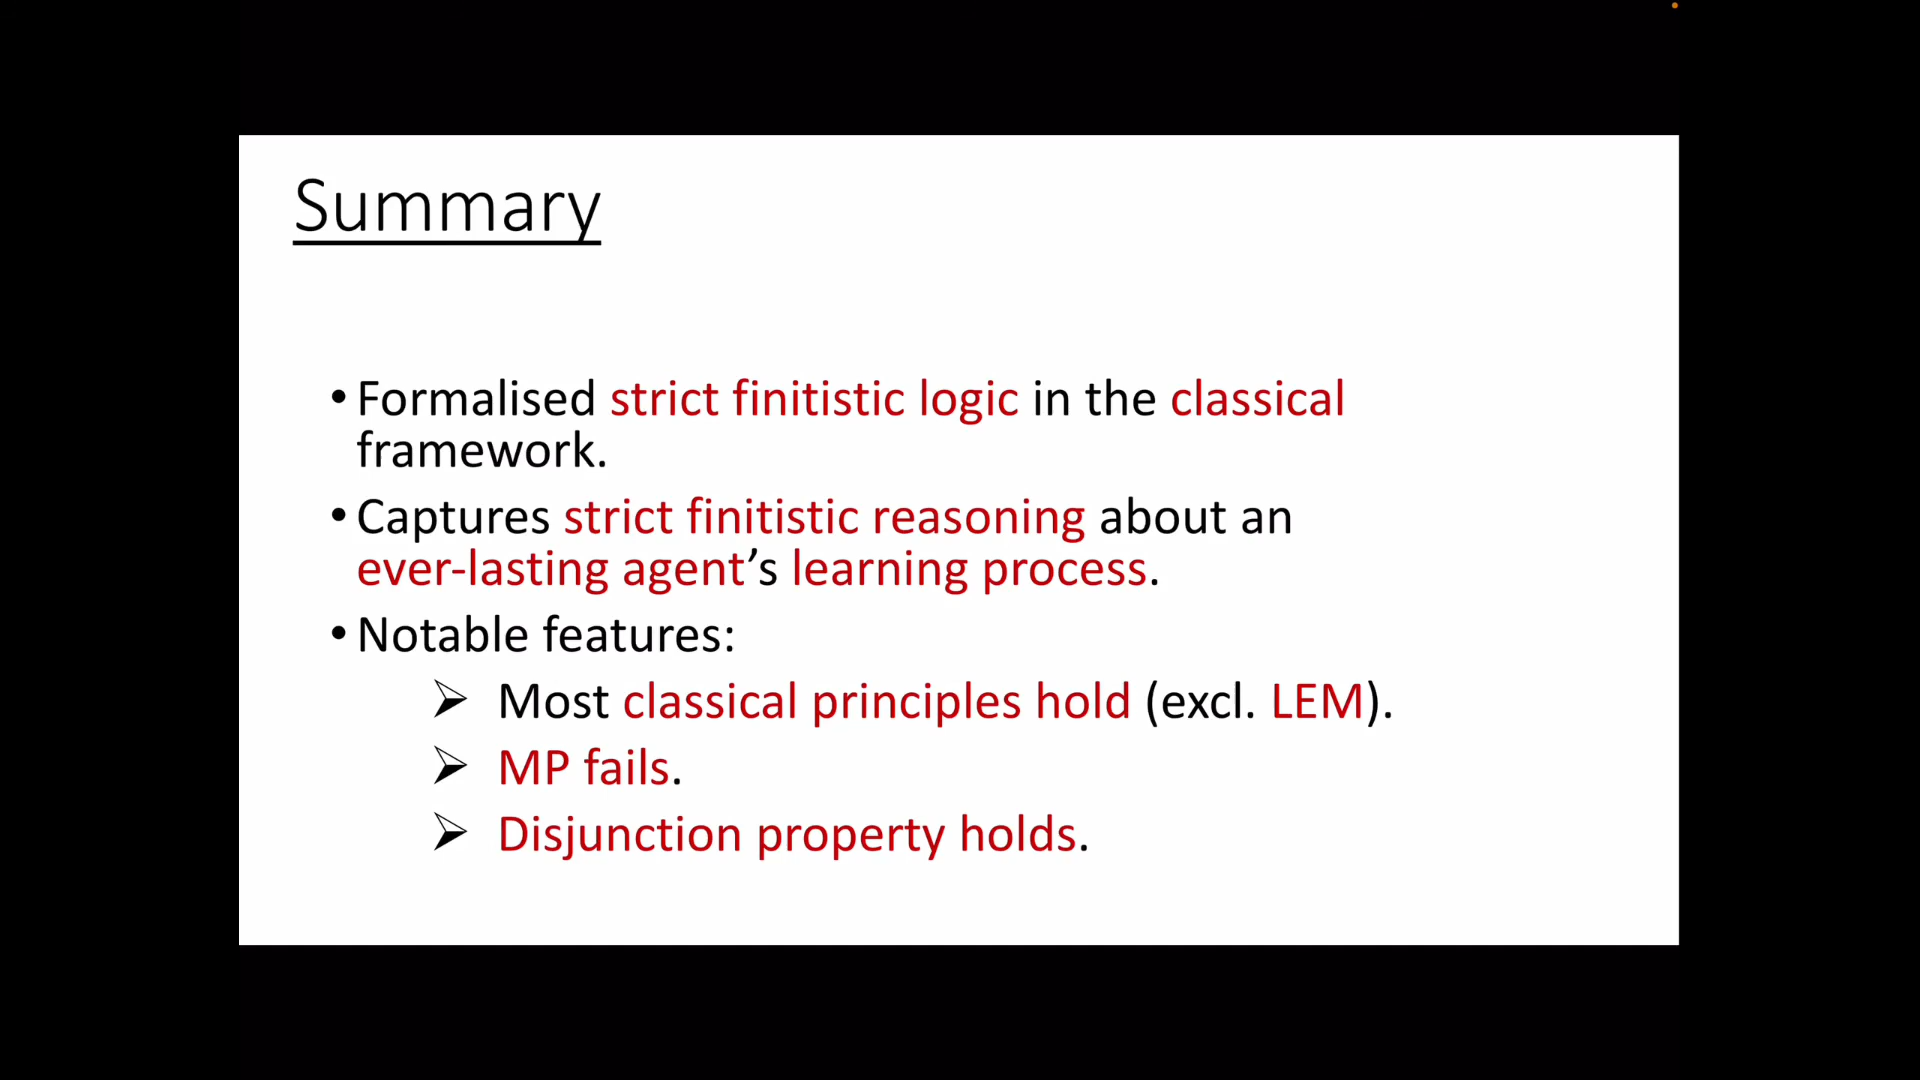 Summary
• Formalised strict finitistic logic in the classical
framework.
• Captures strict finitistic reasoning about an
ever-lasting agent’s learning process.
• Notable features:
➢ Most classical principles hold (excl. LEM).
➢ MP fails.
➢ Disjunction property holds.